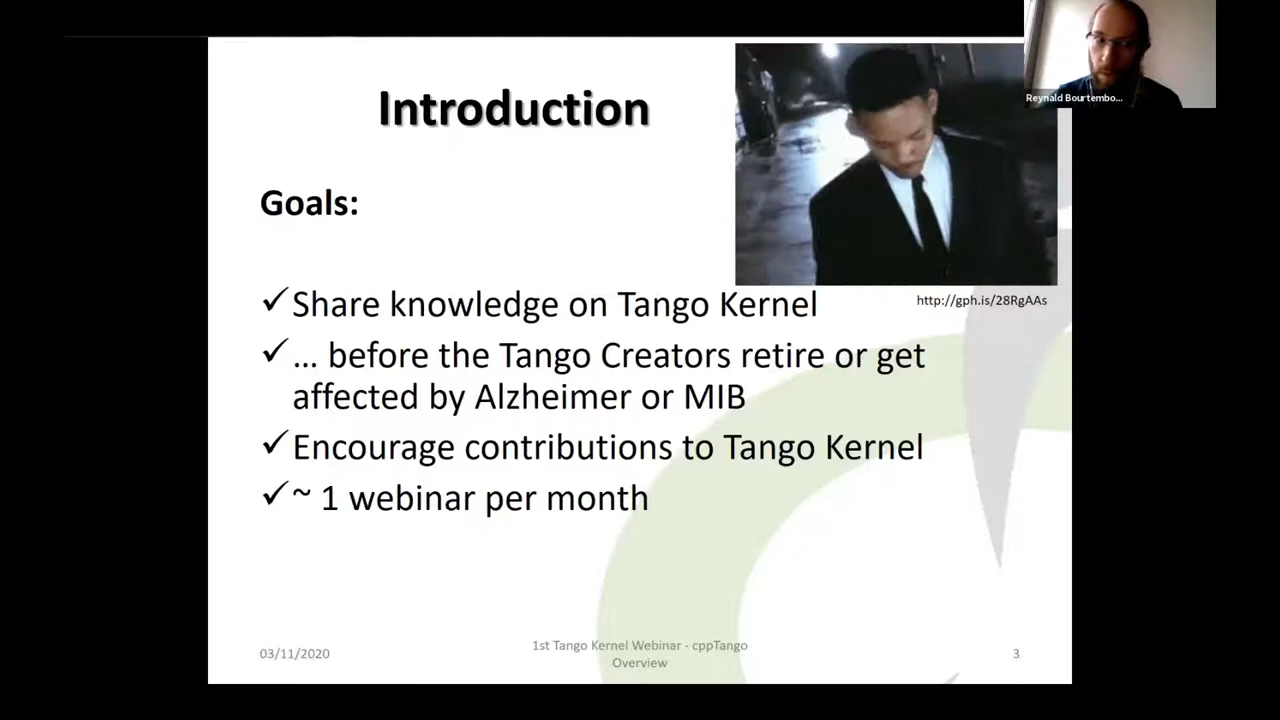 Introduction
Reynald Bourtembo...
Goals:
http://gph.is/28RgAAs
✓Share knowledge on Tango Kernel
✓... before the Tango Creators retire or get
affected by Alzheimer or MIB
✓Encourage contributions to Tango Kernel
✓~ 1 webinar per month
03/11/2020
1st Tango Kernel Webinar - cppTango
Overview
3